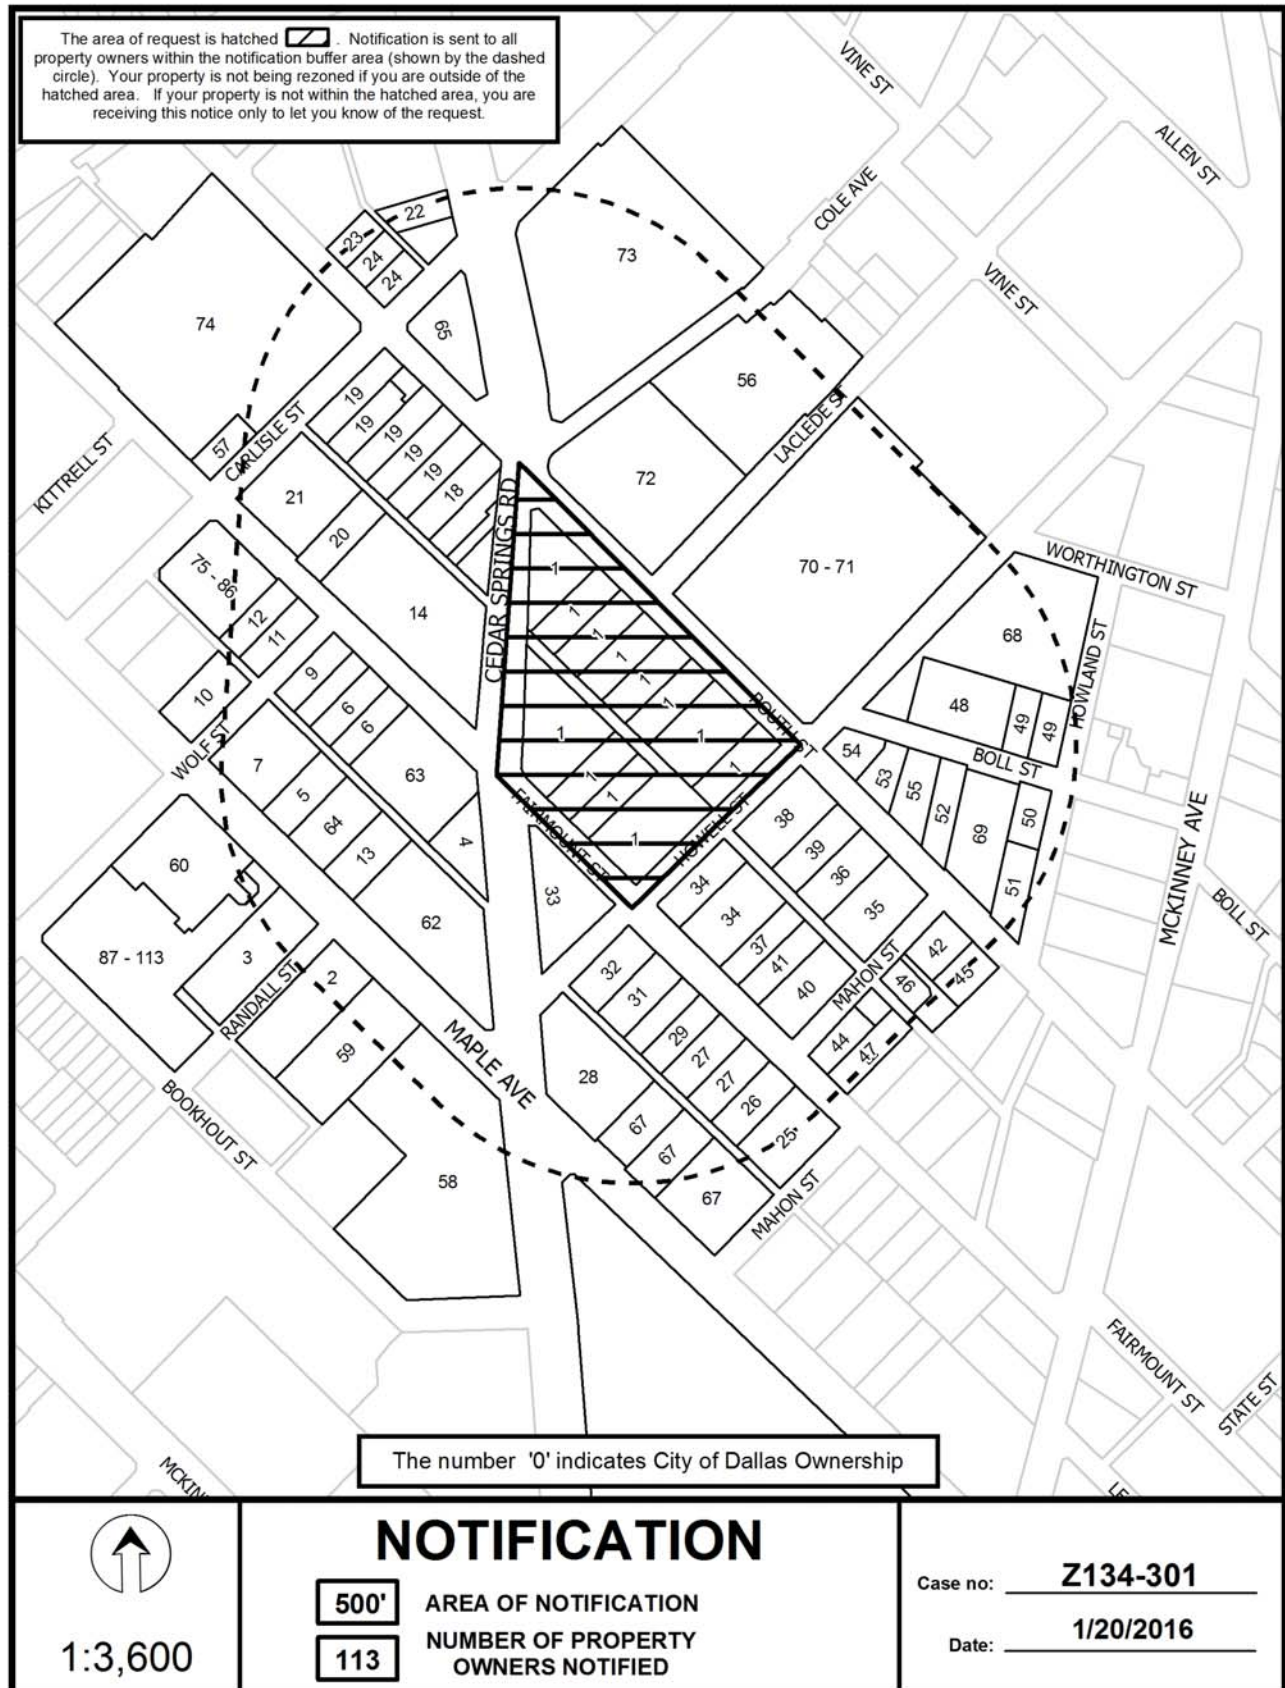 The area of request is hatched . Notification is sent to all
property owners within the notification buffer area (shown by the dashed
circle). Your property is not being rezoned if you are outside of the
hatched area. If your property is not within the hatched area, you are
receiving this notice only to let you know of the request.
VINE ST
ALLEN ST
COLE AVE
VINE ST
22
23
24
24
73
74
65
56
LACLEDE ST
19
19
19
19
19
18
57
CARLISLE ST
KITTRELL ST
21
20
72
CEDAR SPRINGS RD
70 - 71
WORTHINGTON ST
75 - 86
12
11
14
1
1
1
1
1
1
1
1
1
1
1
1
68
HOWLAND ST
48
49
49
10
9
6
6
WOLF ST
7
5
63
64
13
4
ROUTH ST
54
53
55
52
BOLL ST
69
50
51
MCKINNEY AVE
BOLL ST
FAIRMOUNT ST
HOWELL ST
38
39
36
35
60
62
33
34
34
37
41
40
87 - 113
3
RANDALL ST
2
59
32
31
29
27
27
26
25
MAHON ST
42
45
46
44
47
MAPLE AVE
28
67
67
67
BOOKHOUT ST
58
MAHON ST
FAIRMOUNT ST
STATE ST
The number '0' indicates City of Dallas Ownership
1:3,600
NOTIFICATION
500' AREA OF NOTIFICATION
113 NUMBER OF PROPERTY
OWNERS NOTIFIED
Case no: Z134-301
Date: 1/20/2016